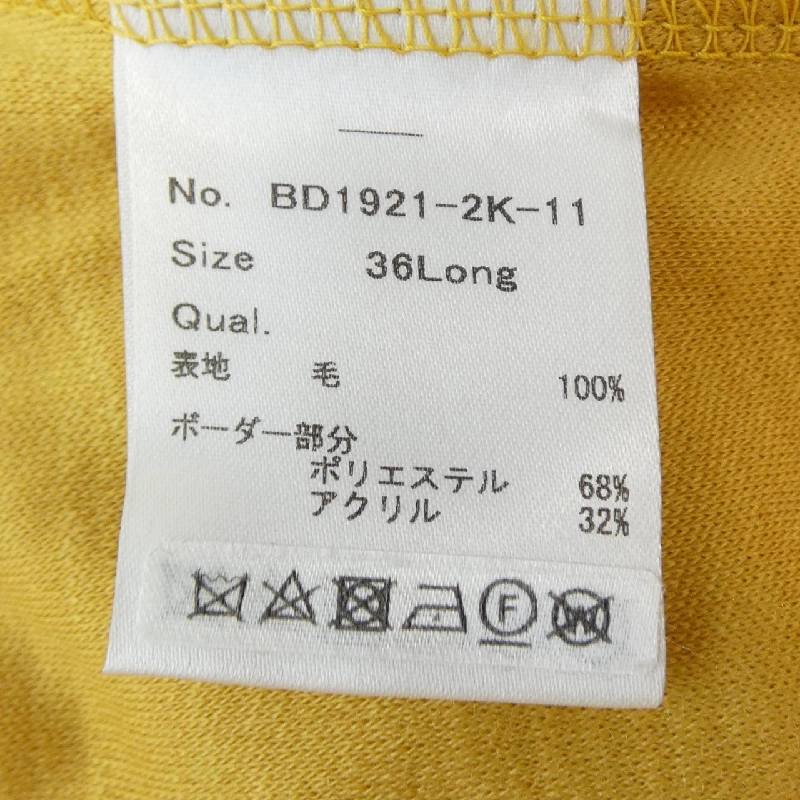 No. BD1921-2K-11
Size 36Long
Qual.
表地 毛 100%
ボーダー部分
ポリエステル 68%
アクリル 32%
F W